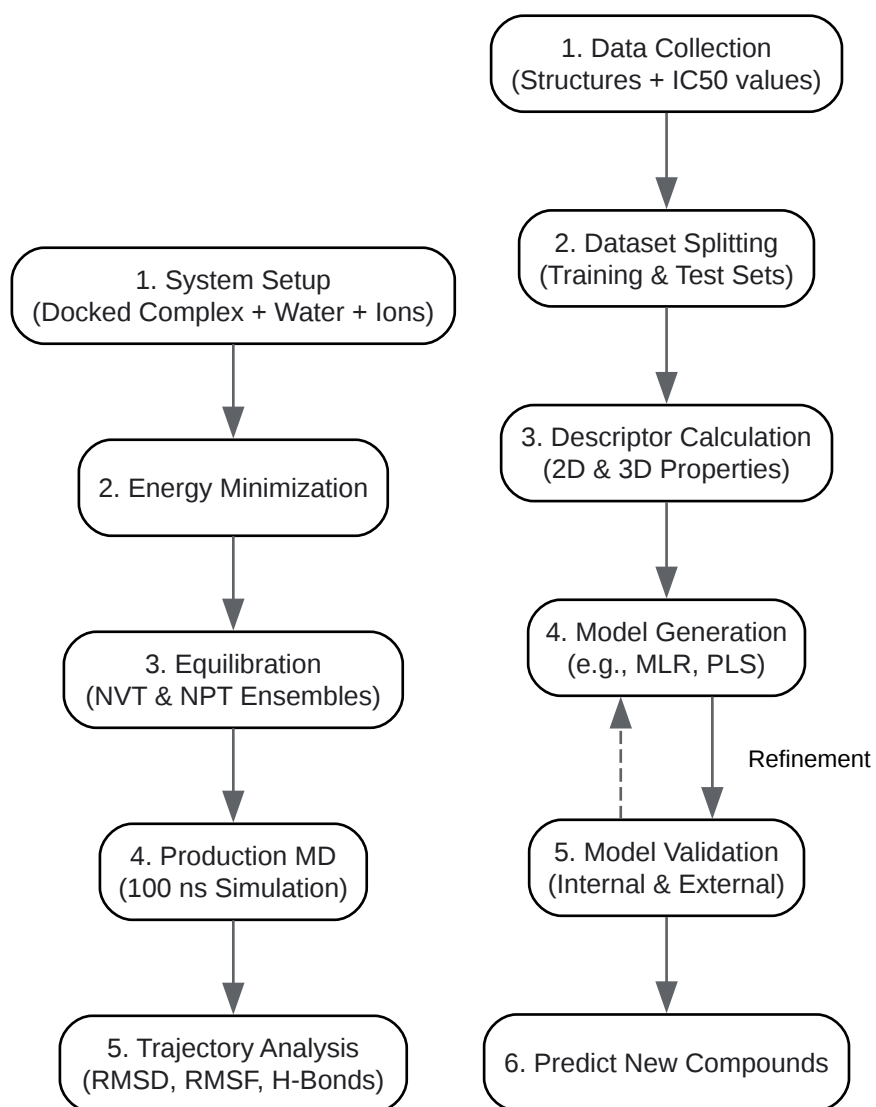 1. System Setup
(Docked Complex + Water + Ions)
2. Energy Minimization
3. Equilibration
(NVT & NPT Ensembles)
4. Production MD
(100 ns Simulation)
5. Trajectory Analysis
(RMSD, RMSF, H-Bonds)
1. Data Collection
(Structures + IC50 values)
2. Dataset Splitting
(Training & Test Sets)
3. Descriptor Calculation
(2D & 3D Properties)
4. Model Generation
(e.g., MLR, PLS)
Refinement
5. Model Validation
(Internal & External)
6. Predict New Compounds